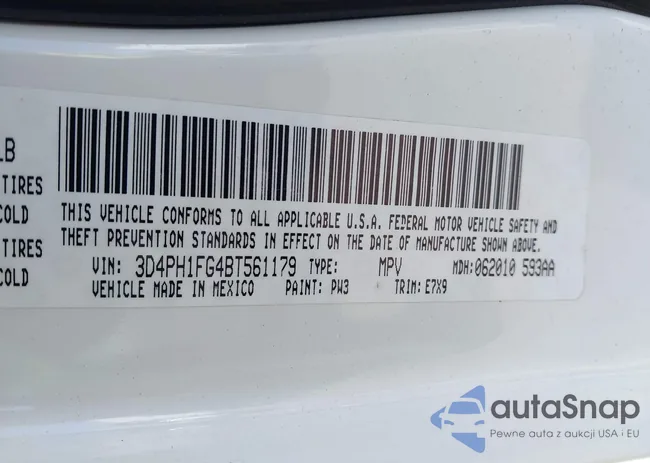 LB
TIRES
COLD
TIRES
COLD
THIS VEHICLE CONFORMS TO ALL APPLICABLE U.S.A. FEDERAL MOTOR VEHICLE SAFETY AND
THEFT PREVENTION STANDARDS IN EFFECT ON THE DATE OF MANUFACTURE SHOWN ABOVE.
VIN: 3D4PH1FG4BT561179 TYPE: MPV MDH:062010 593AA
VEHICLE MADE IN MEXICO PAINT: PW3 TRIM: E7X9
autaSnap
Pewne auta z aukcji USA i EU